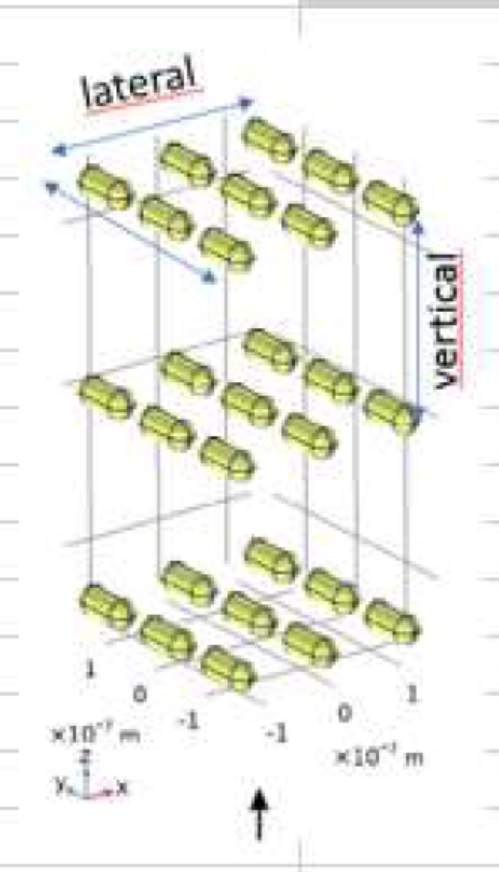 lateral
vertical
1
0
-1
-1
0
1
×10⁻⁷ m
×10⁻⁷ m
z
y
x